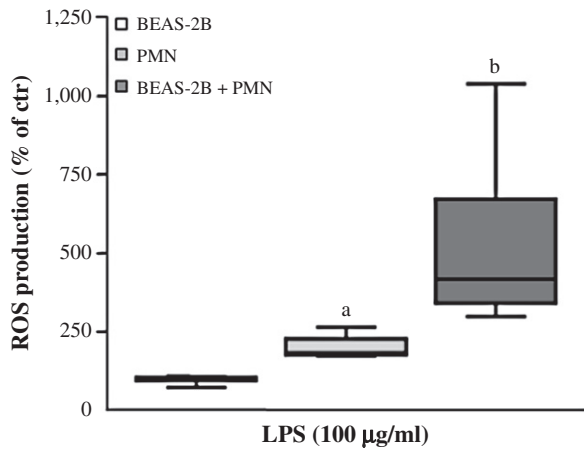 1,250
1,000
750
500
250
0
ROS production (% of ctr)
BEAS-2B
PMN
BEAS-2B + PMN
a
b
LPS (100 μg/ml)